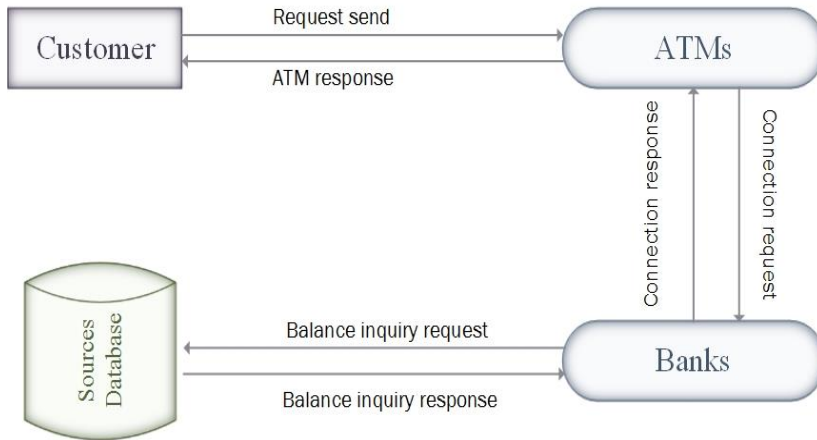 Request send
Customer
ATMs
ATM response
Connection response
Connection request
Sources
Database
Balance inquiry request
Banks
Balance inquiry response